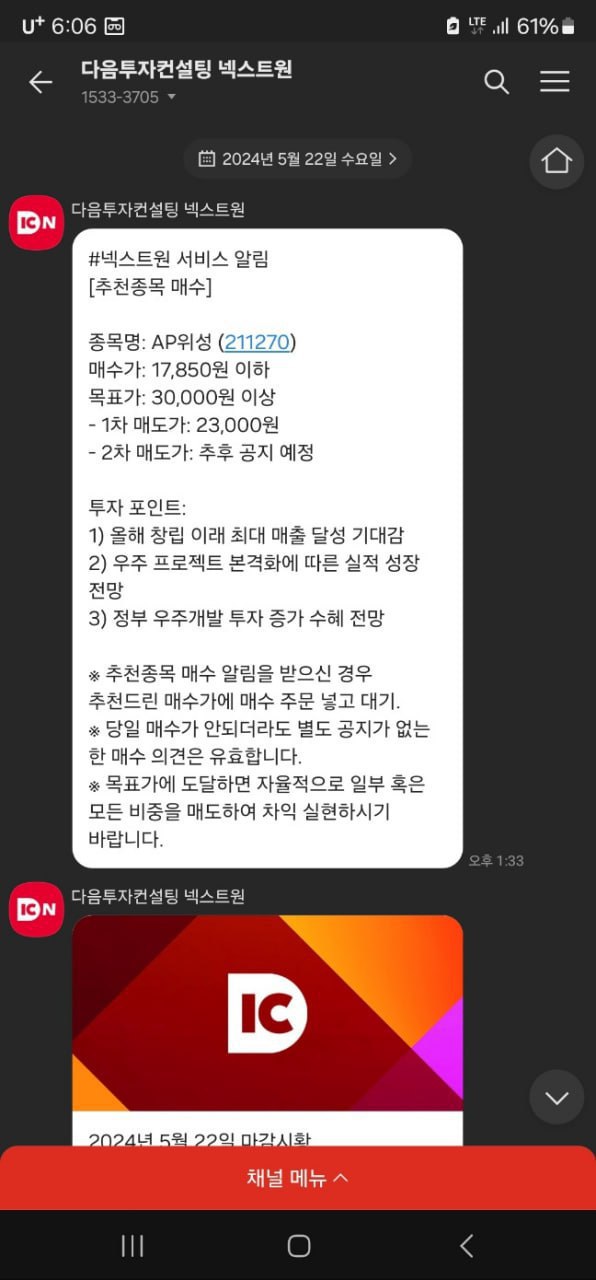 U+ 6:06
LTE 61%
다음투자컨설팅 넥스트원
1533-3705
2024년 5월 22일 수요일
IC N
다음투자컨설팅 넥스트원
#넥스트원 서비스 알림
[추천종목 매수]
종목명: AP위성 (211270)
매수가: 17,850원 이하
목표가: 30,000원 이상
- 1차 매도가: 23,000원
- 2차 매도가: 추후 공지 예정
투자 포인트:
1) 올해 창립 이래 최대 매출 달성 기대감
2) 우주 프로젝트 본격화에 따른 실적 성장
전망
3) 정부 우주개발 투자 증가 수혜 전망
※ 추천종목 매수 알림을 받으신 경우
추천드린 매수가에 매수 주문 넣고 대기.
※ 당일 매수가 안되더라도 별도 공지가 없는
한 매수 의견은 유효합니다.
※ 목표가에 도달하면 자율적으로 일부 혹은
모든 비중을 매도하여 차익 실현하시기
바랍니다.
오후 1:33
IC N
다음투자컨설팅 넥스트원
IC
2024년 5월 22일 마감시황
채널 메뉴